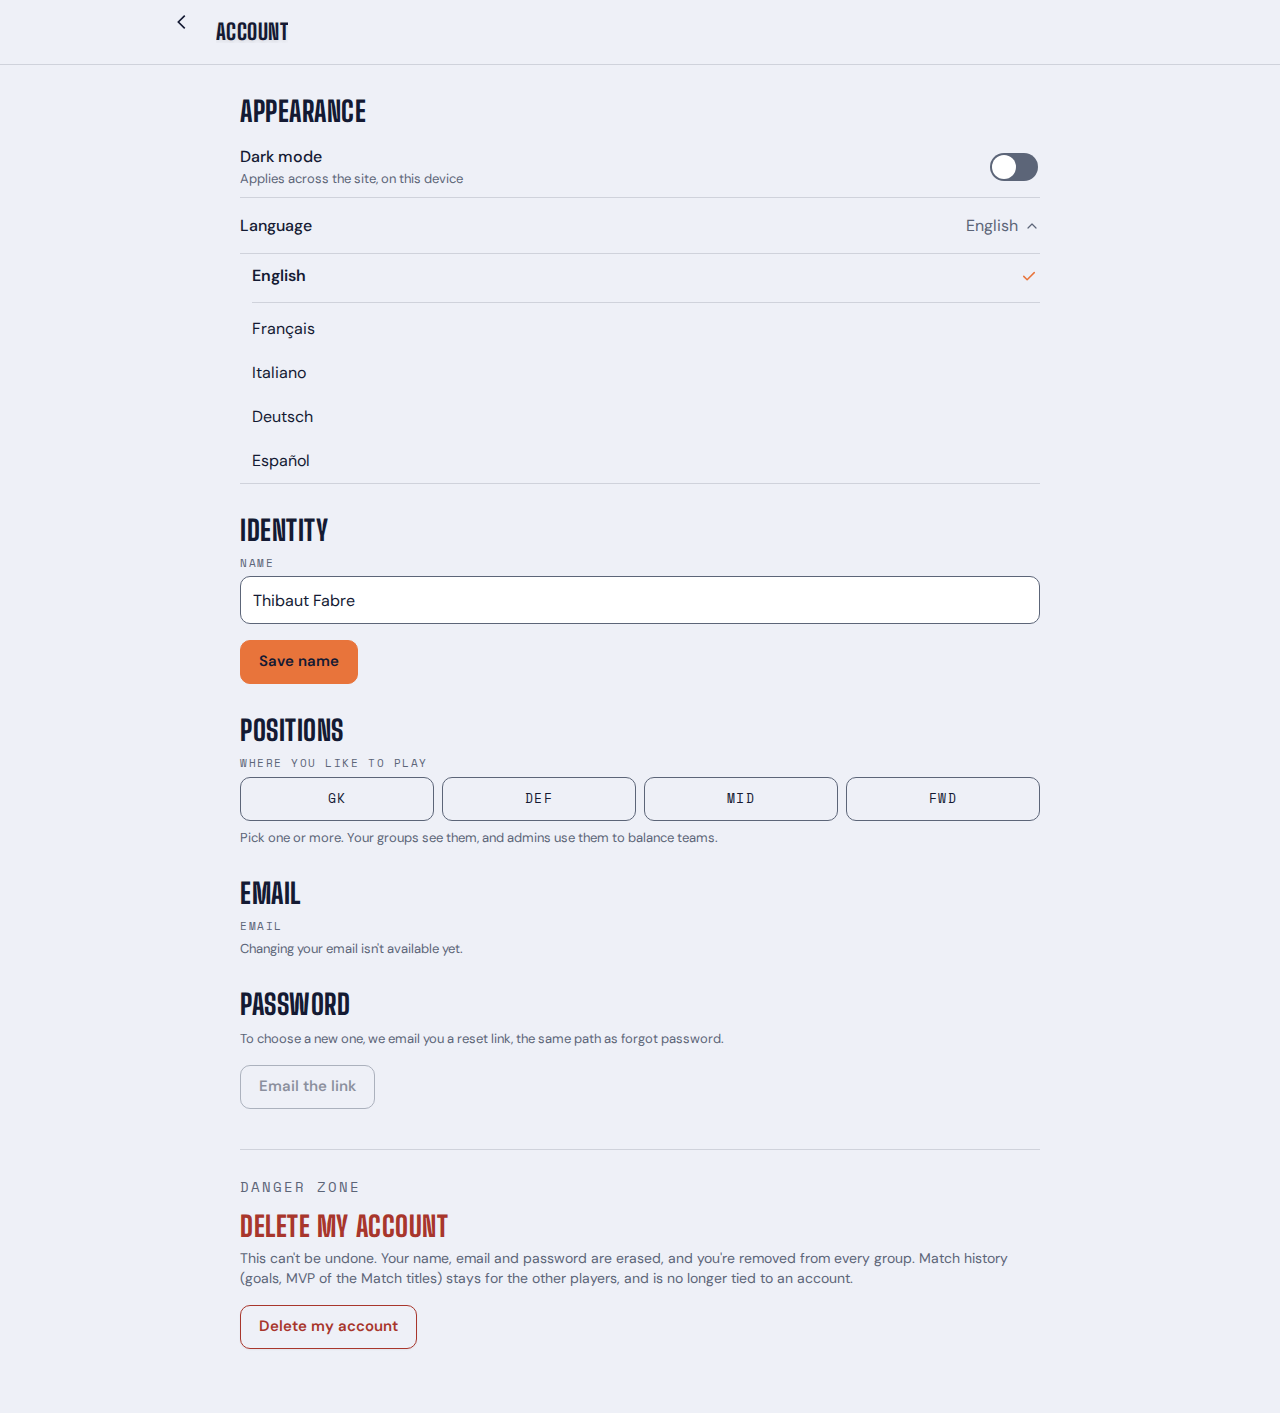 ACCOUNT
APPEARANCE
Dark mode
Applies across the site, on this device
Language
English
English
Français
Italiano
Deutsch
Español
IDENTITY
NAME
Thibaut Fabre
Save name
POSITIONS
WHERE YOU LIKE TO PLAY
GK
DEF
MID
FWD
Pick one or more. Your groups see them, and admins use them to balance teams.
EMAIL
EMAIL
Changing your email isn't available yet.
PASSWORD
To choose a new one, we email you a reset link, the same path as forgot password.
Email the link
DANGER ZONE
DELETE MY ACCOUNT
This can't be undone. Your name, email and password are erased, and you're removed from every group. Match history
(goals, MVP of the Match titles) stays for the other players, and is no longer tied to an account.
Delete my account